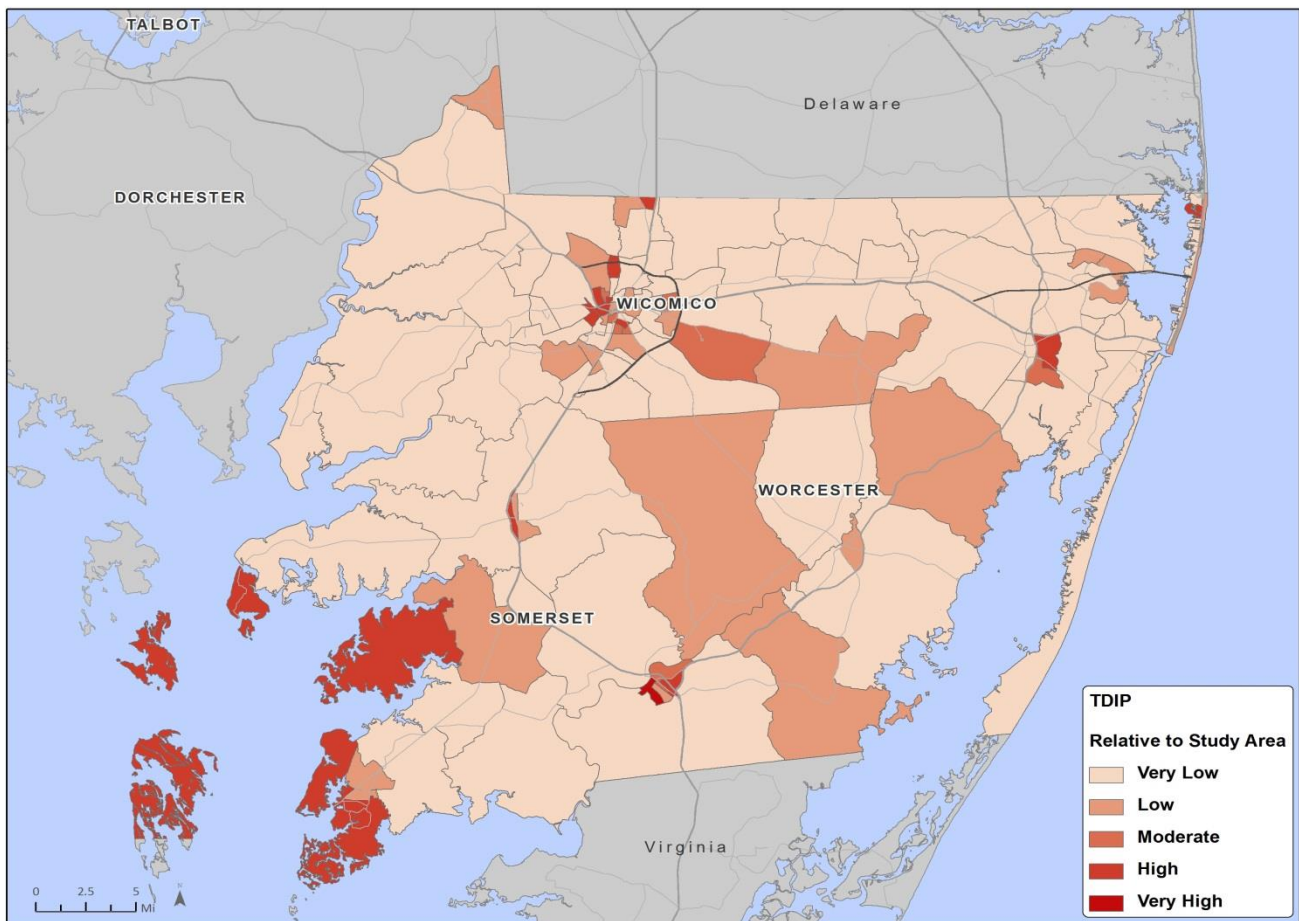 TALBOT
Delaware
DORCHESTER
WICOMICO
WORCESTER
SOMERSET
Virginia
TDIP
Relative to Study Area
Very Low
Low
Moderate
High
Very High
0 2.5 5
Mi
N